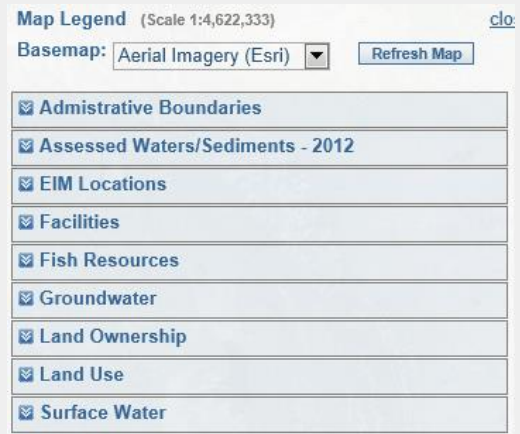 Map Legend (Scale 1:4,622,333) clo
Basemap: Aerial Imagery (Esri) Refresh Map
Admistrative Boundaries
Assessed Waters/Sediments - 2012
EIM Locations
Facilities
Fish Resources
Groundwater
Land Ownership
Land Use
Surface Water